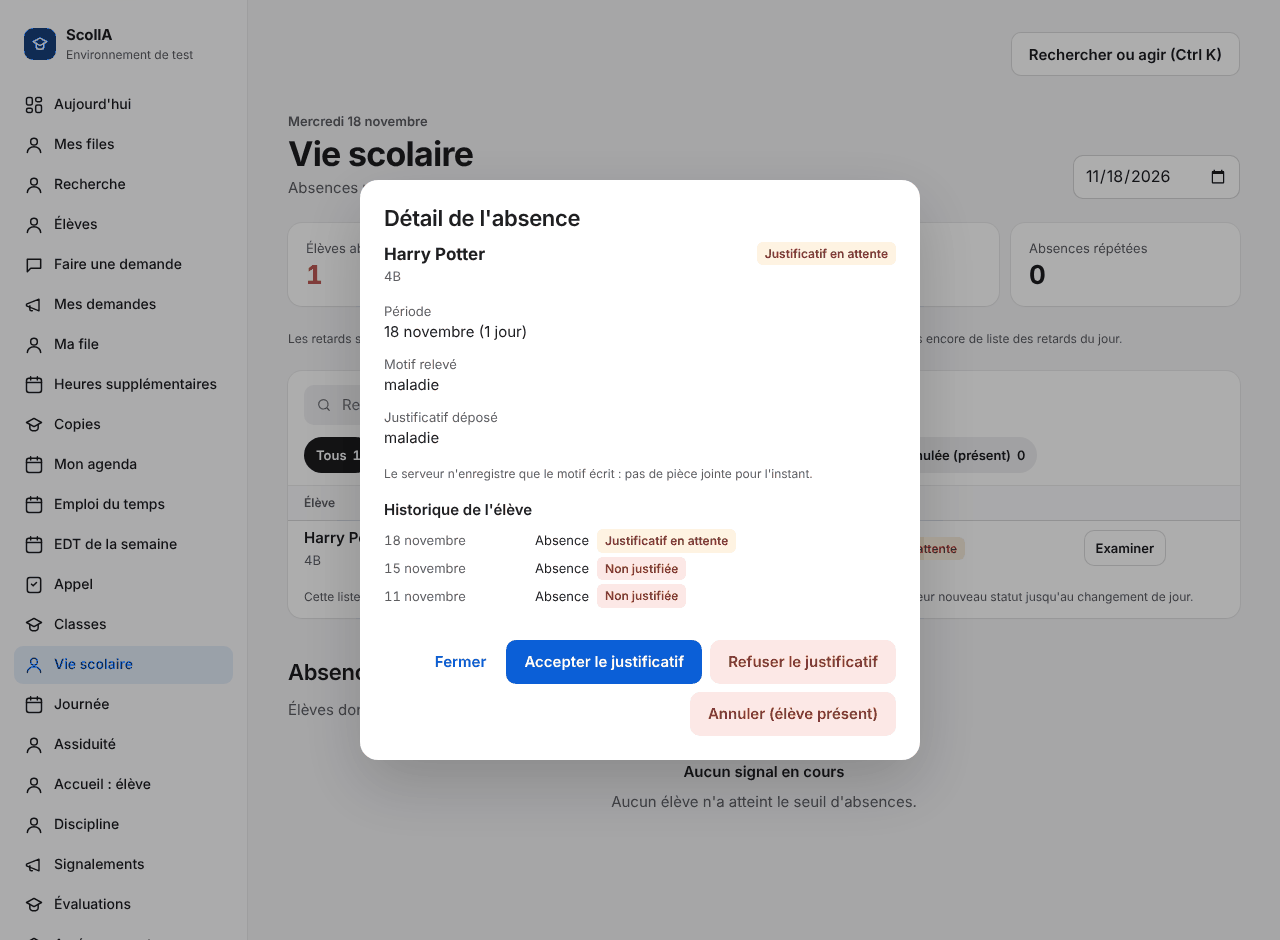 ScolIA
Environnement de test
Aujourd'hui
Mes files
Recherche
Élèves
Faire une demande
Mes demandes
Ma file
Heures supplémentaires
Copies
Mon agenda
Emploi du temps
EDT de la semaine
Appel
Classes
Vie scolaire
Journée
Assiduité
Accueil : élève
Discipline
Signalements
Évaluations
Rechercher ou agir (Ctrl K)
Mercredi 18 novembre
Vie scolaire
Absences
11/18/2026
Élèves
1
Absences répétées
0
Les retards
encore de liste des retards du jour.
Tous 1
(présent) 0
Élève
Harry
4B
Examiner
Cette liste
nouveau statut jusqu'au changement de jour.
Détail de l'absence
Harry Potter
Justificatif en attente
4B
Période
18 novembre (1 jour)
Motif relevé
maladie
Justificatif déposé
maladie
Le serveur n'enregistre que le motif écrit : pas de pièce jointe pour l'instant.
Historique de l'élève
18 novembre Absence Justificatif en attente
15 novembre Absence Non justifiée
11 novembre Absence Non justifiée
Fermer Accepter le justificatif Refuser le justificatif
Annuler (élève présent)
Élèves
Aucun signal en cours
Aucun élève n'a atteint le seuil d'absences.